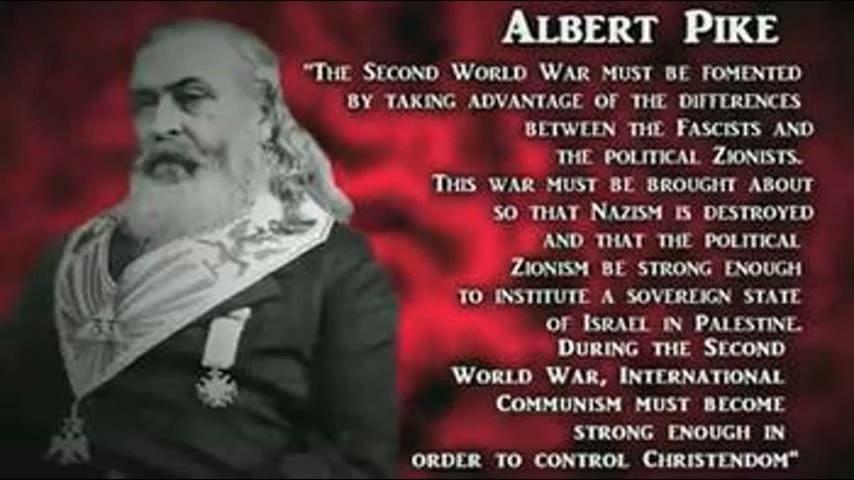 ALBERT PIKE
"THE SECOND WORLD WAR MUST BE FOMENTED
BY TAKING ADVANTAGE OF THE DIFFERENCES
BETWEEN THE FASCISTS AND
THE POLITICAL ZIONISTS.
THIS WAR MUST BE BROUGHT ABOUT
SO THAT NAZISM IS DESTROYED
AND THAT THE POLITICAL
ZIONISM BE STRONG ENOUGH
TO INSTITUTE A SOVEREIGN STATE
OF ISRAEL IN PALESTINE.
DURING THE SECOND
WORLD WAR, INTERNATIONAL
COMMUNISM MUST BECOME
STRONG ENOUGH IN
ORDER TO CONTROL CHRISTENDOM"